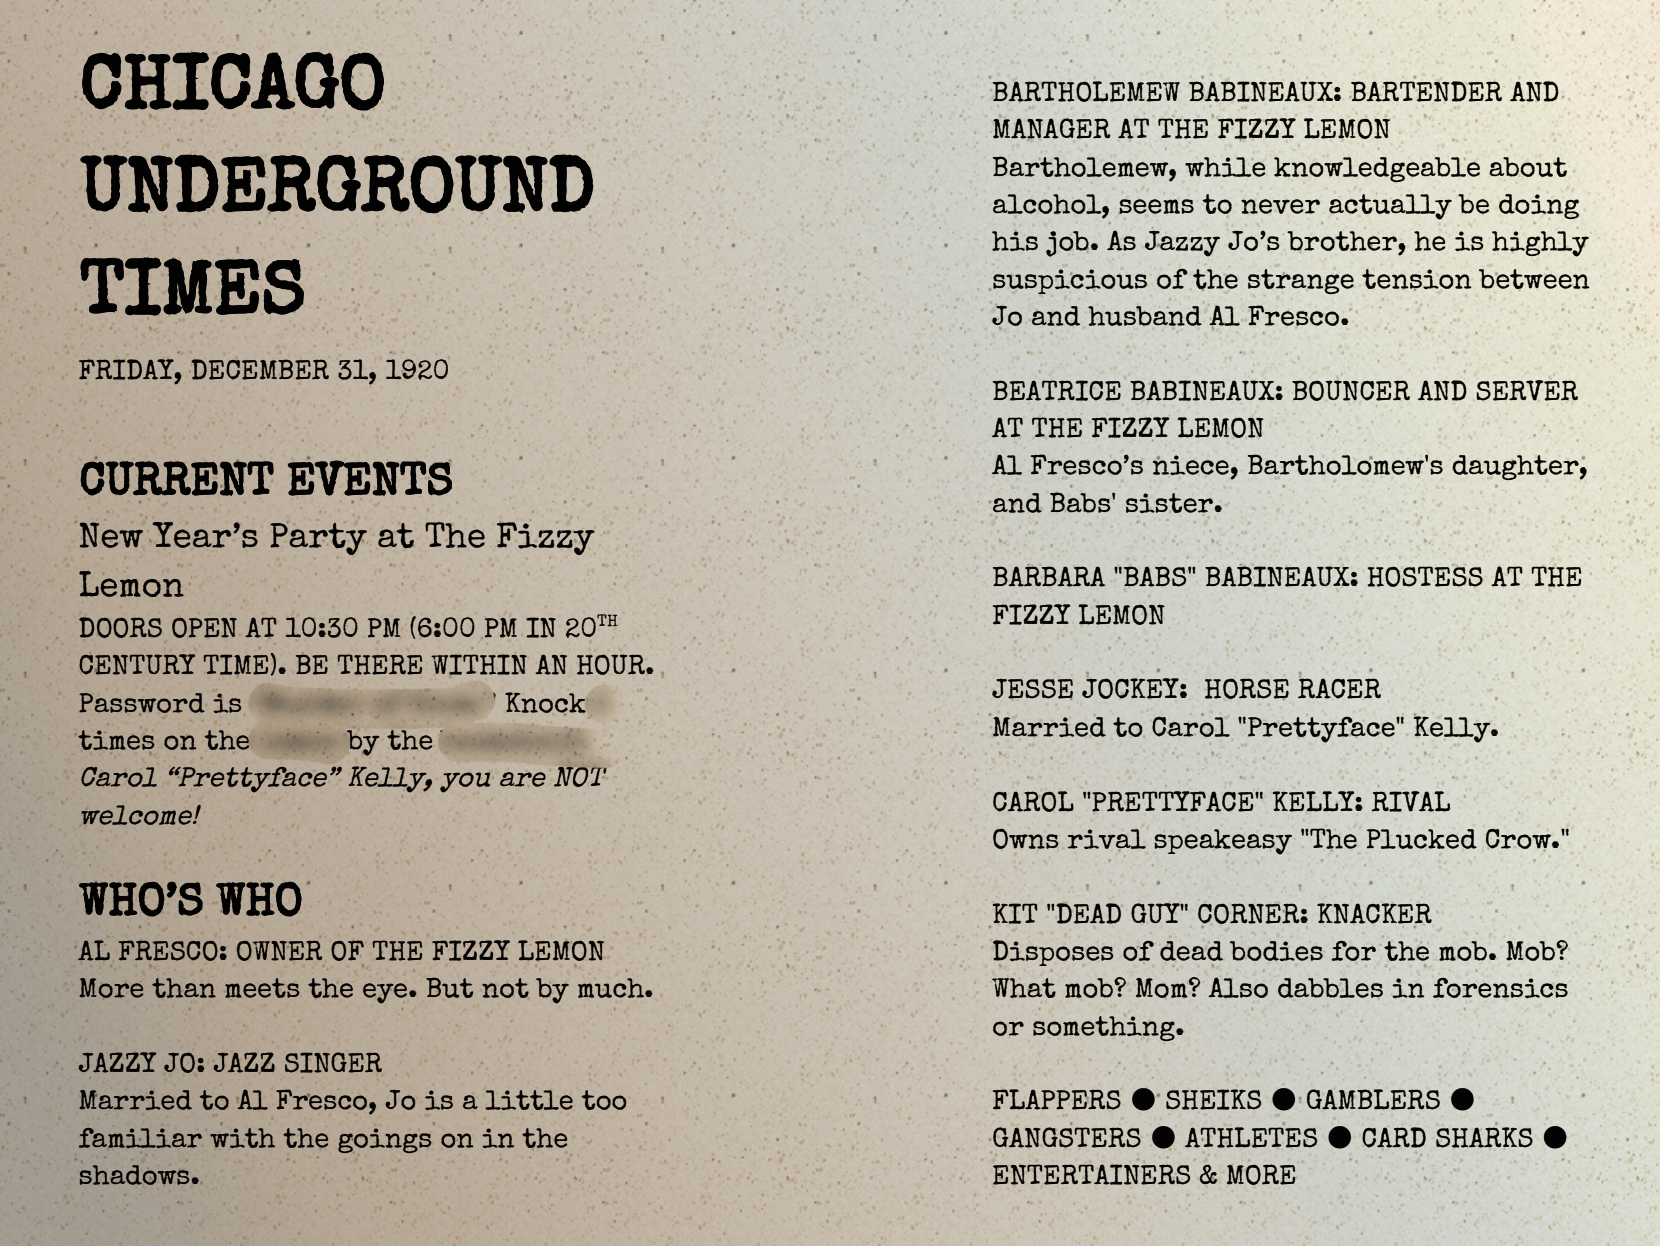 CHICAGO
UNDERGROUND
TIMES
FRIDAY, DECEMBER 31, 1920
CURRENT EVENTS
New Year’s Party at The Fizzy
Lemon
DOORS OPEN AT 10:30 PM (6:00 PM IN 20TH
CENTURY TIME). BE THERE WITHIN AN HOUR.
Password is Knock
times on the by the
Carol “Prettyface” Kelly, you are NOT
welcome!
WHO’S WHO
AL FRESCO: OWNER OF THE FIZZY LEMON
More than meets the eye. But not by much.
JAZZY JO: JAZZ SINGER
Married to Al Fresco, Jo is a little too
familiar with the goings on in the
shadows.
BARTHOLEMEW BABINEAUX: BARTENDER AND
MANAGER AT THE FIZZY LEMON
Bartholemew, while knowledgeable about
alcohol, seems to never actually be doing
his job. As Jazzy Jo’s brother, he is highly
suspicious of the strange tension between
Jo and husband Al Fresco.
BEATRICE BABINEAUX: BOUNCER AND SERVER
AT THE FIZZY LEMON
Al Fresco’s niece, Bartholomew's daughter,
and Babs' sister.
BARBARA "BABS" BABINEAUX: HOSTESS AT THE
FIZZY LEMON
JESSE JOCKEY: HORSE RACER
Married to Carol "Prettyface" Kelly.
CAROL "PRETTYFACE" KELLY: RIVAL
Owns rival speakeasy "The Plucked Crow."
KIT "DEAD GUY" CORNER: KNACKER
Disposes of dead bodies for the mob. Mob?
What mob? Mom? Also dabbles in forensics
or something.
FLAPPERS ● SHEIKS ● GAMBLERS ●
GANGSTERS ● ATHLETES ● CARD SHARKS ●
ENTERTAINERS & MORE